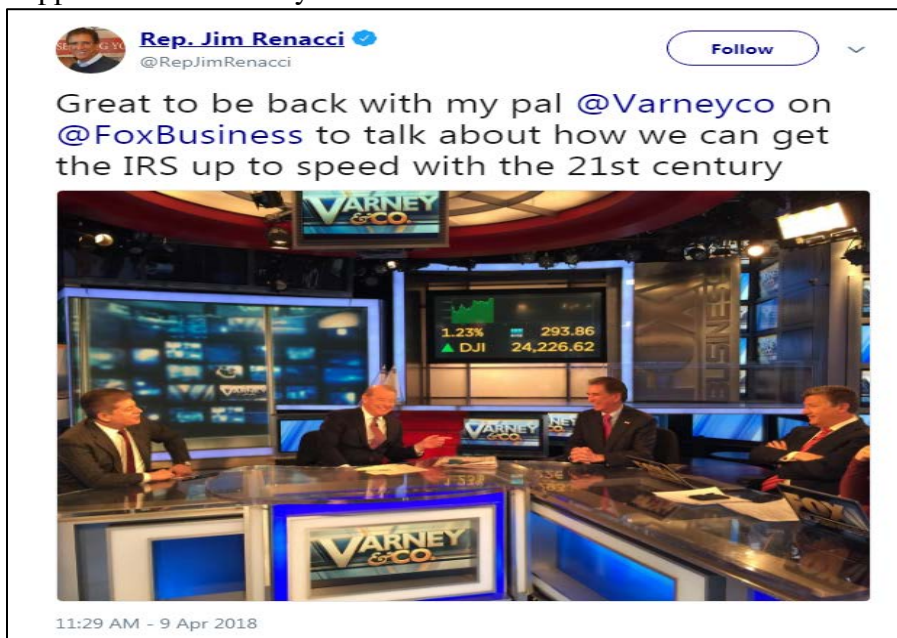 Rep. Jim Renacci
@RepJimRenacci
Follow
Great to be back with my pal @Varneyco on
@FoxBusiness to talk about how we can get
the IRS up to speed with the 21st century
VARNEY
& CO.
1.23% 293.86
▲ DJI 24,226.62
BUSINESS
VARNEY
& CO.
VARNEY
& CO.
11:29 AM - 9 Apr 2018